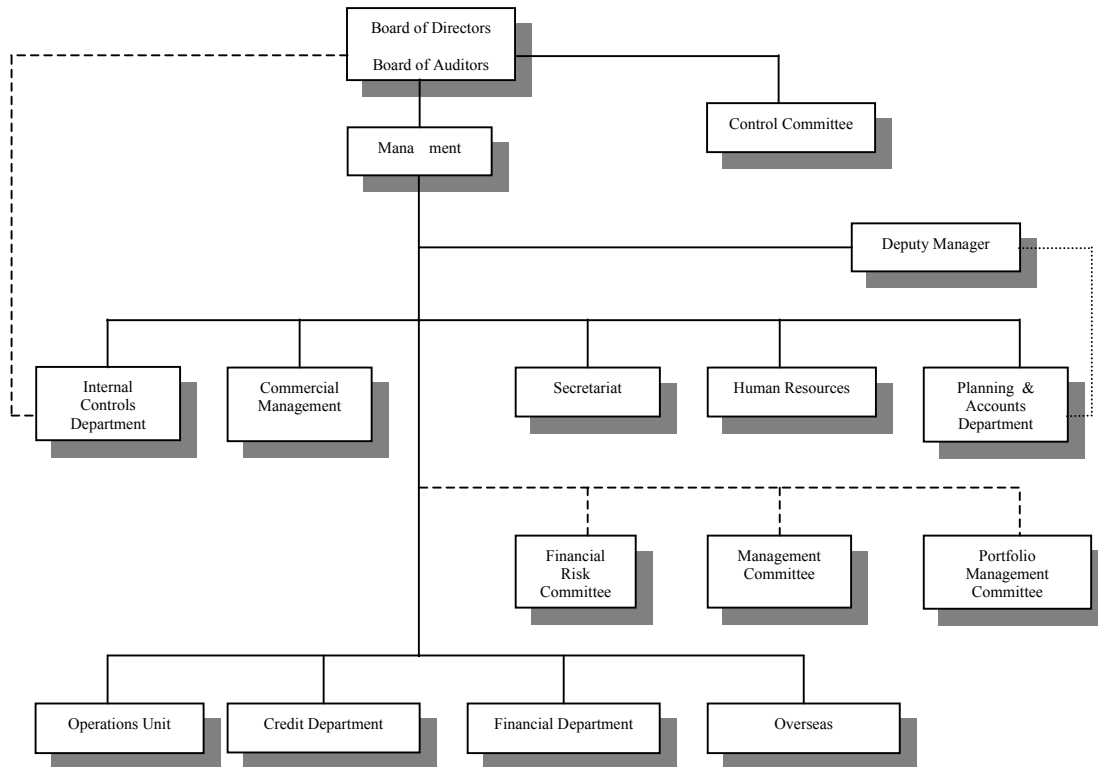 Board of Directors
Board of Auditors
Control Committee
Mana ment
Deputy Manager
Internal
Controls
Department
Commercial
Management
Secretariat
Human Resources
Planning &
Accounts
Department
Financial
Risk
Committee
Management
Committee
Portfolio
Management
Committee
Operations Unit
Credit Department
Financial Department
Overseas